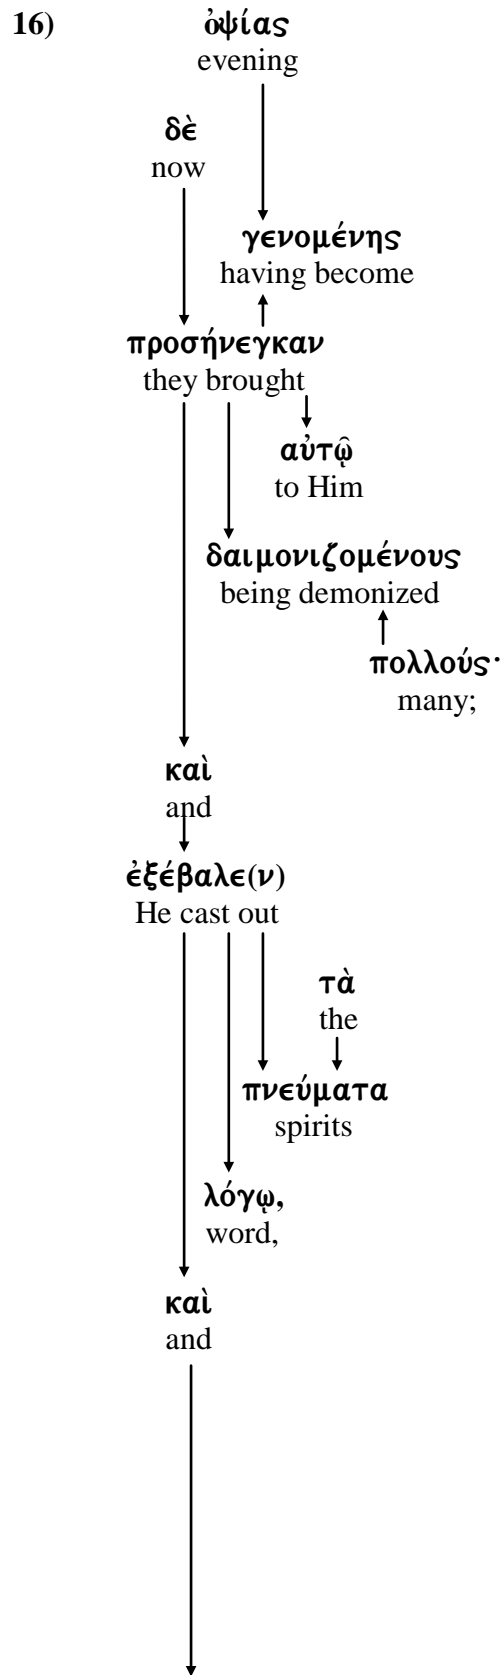 16) ὀψίας
evening
δὲ
now
γενομένης
having become
προσήνεγκαν
they brought
αὐτῷ
to Him
δαιμονιζομένους
being demonized
πολλούς·
many;
καὶ
and
ἐξέβαλε(ν)
He cast out
τὰ
the
πνεύματα
spirits
λόγῳ,
word,
καὶ
and